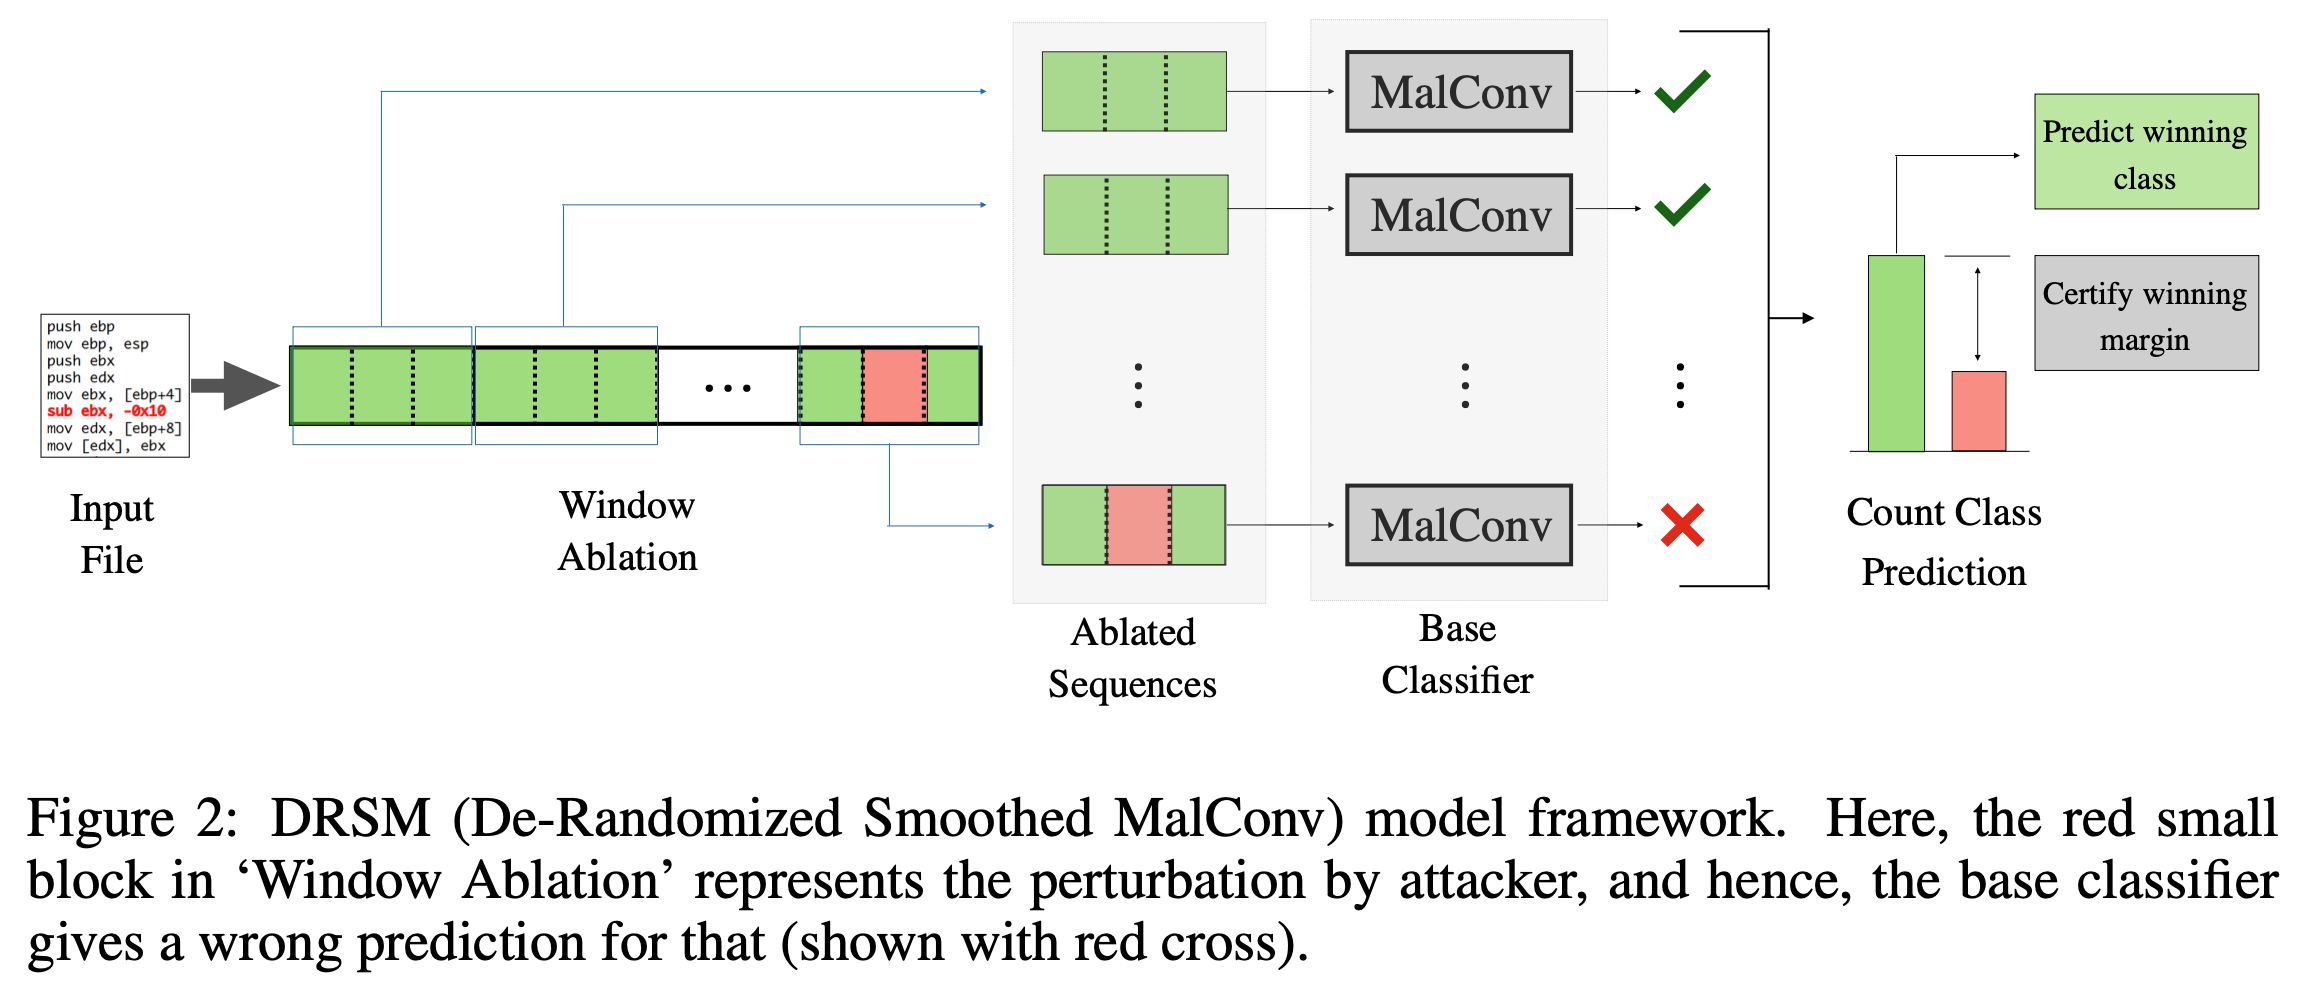 push ebp
mov ebp, esp
push ebx
push edx
mov ebx, [ebp+4]
sub ebx, -0x10
mov edx, [ebp+8]
mov [edx], ebx
Input
File
Window
Ablation
...
Ablated
Sequences
MalConv
MalConv
MalConv
Base
Classifier
Predict winning
class
Certify winning
margin
Count Class
Prediction
Figure 2: DRSM (De-Randomized Smoothed MalConv) model framework. Here, the red small
block in ‘Window Ablation’ represents the perturbation by attacker, and hence, the base classifier
gives a wrong prediction for that (shown with red cross).